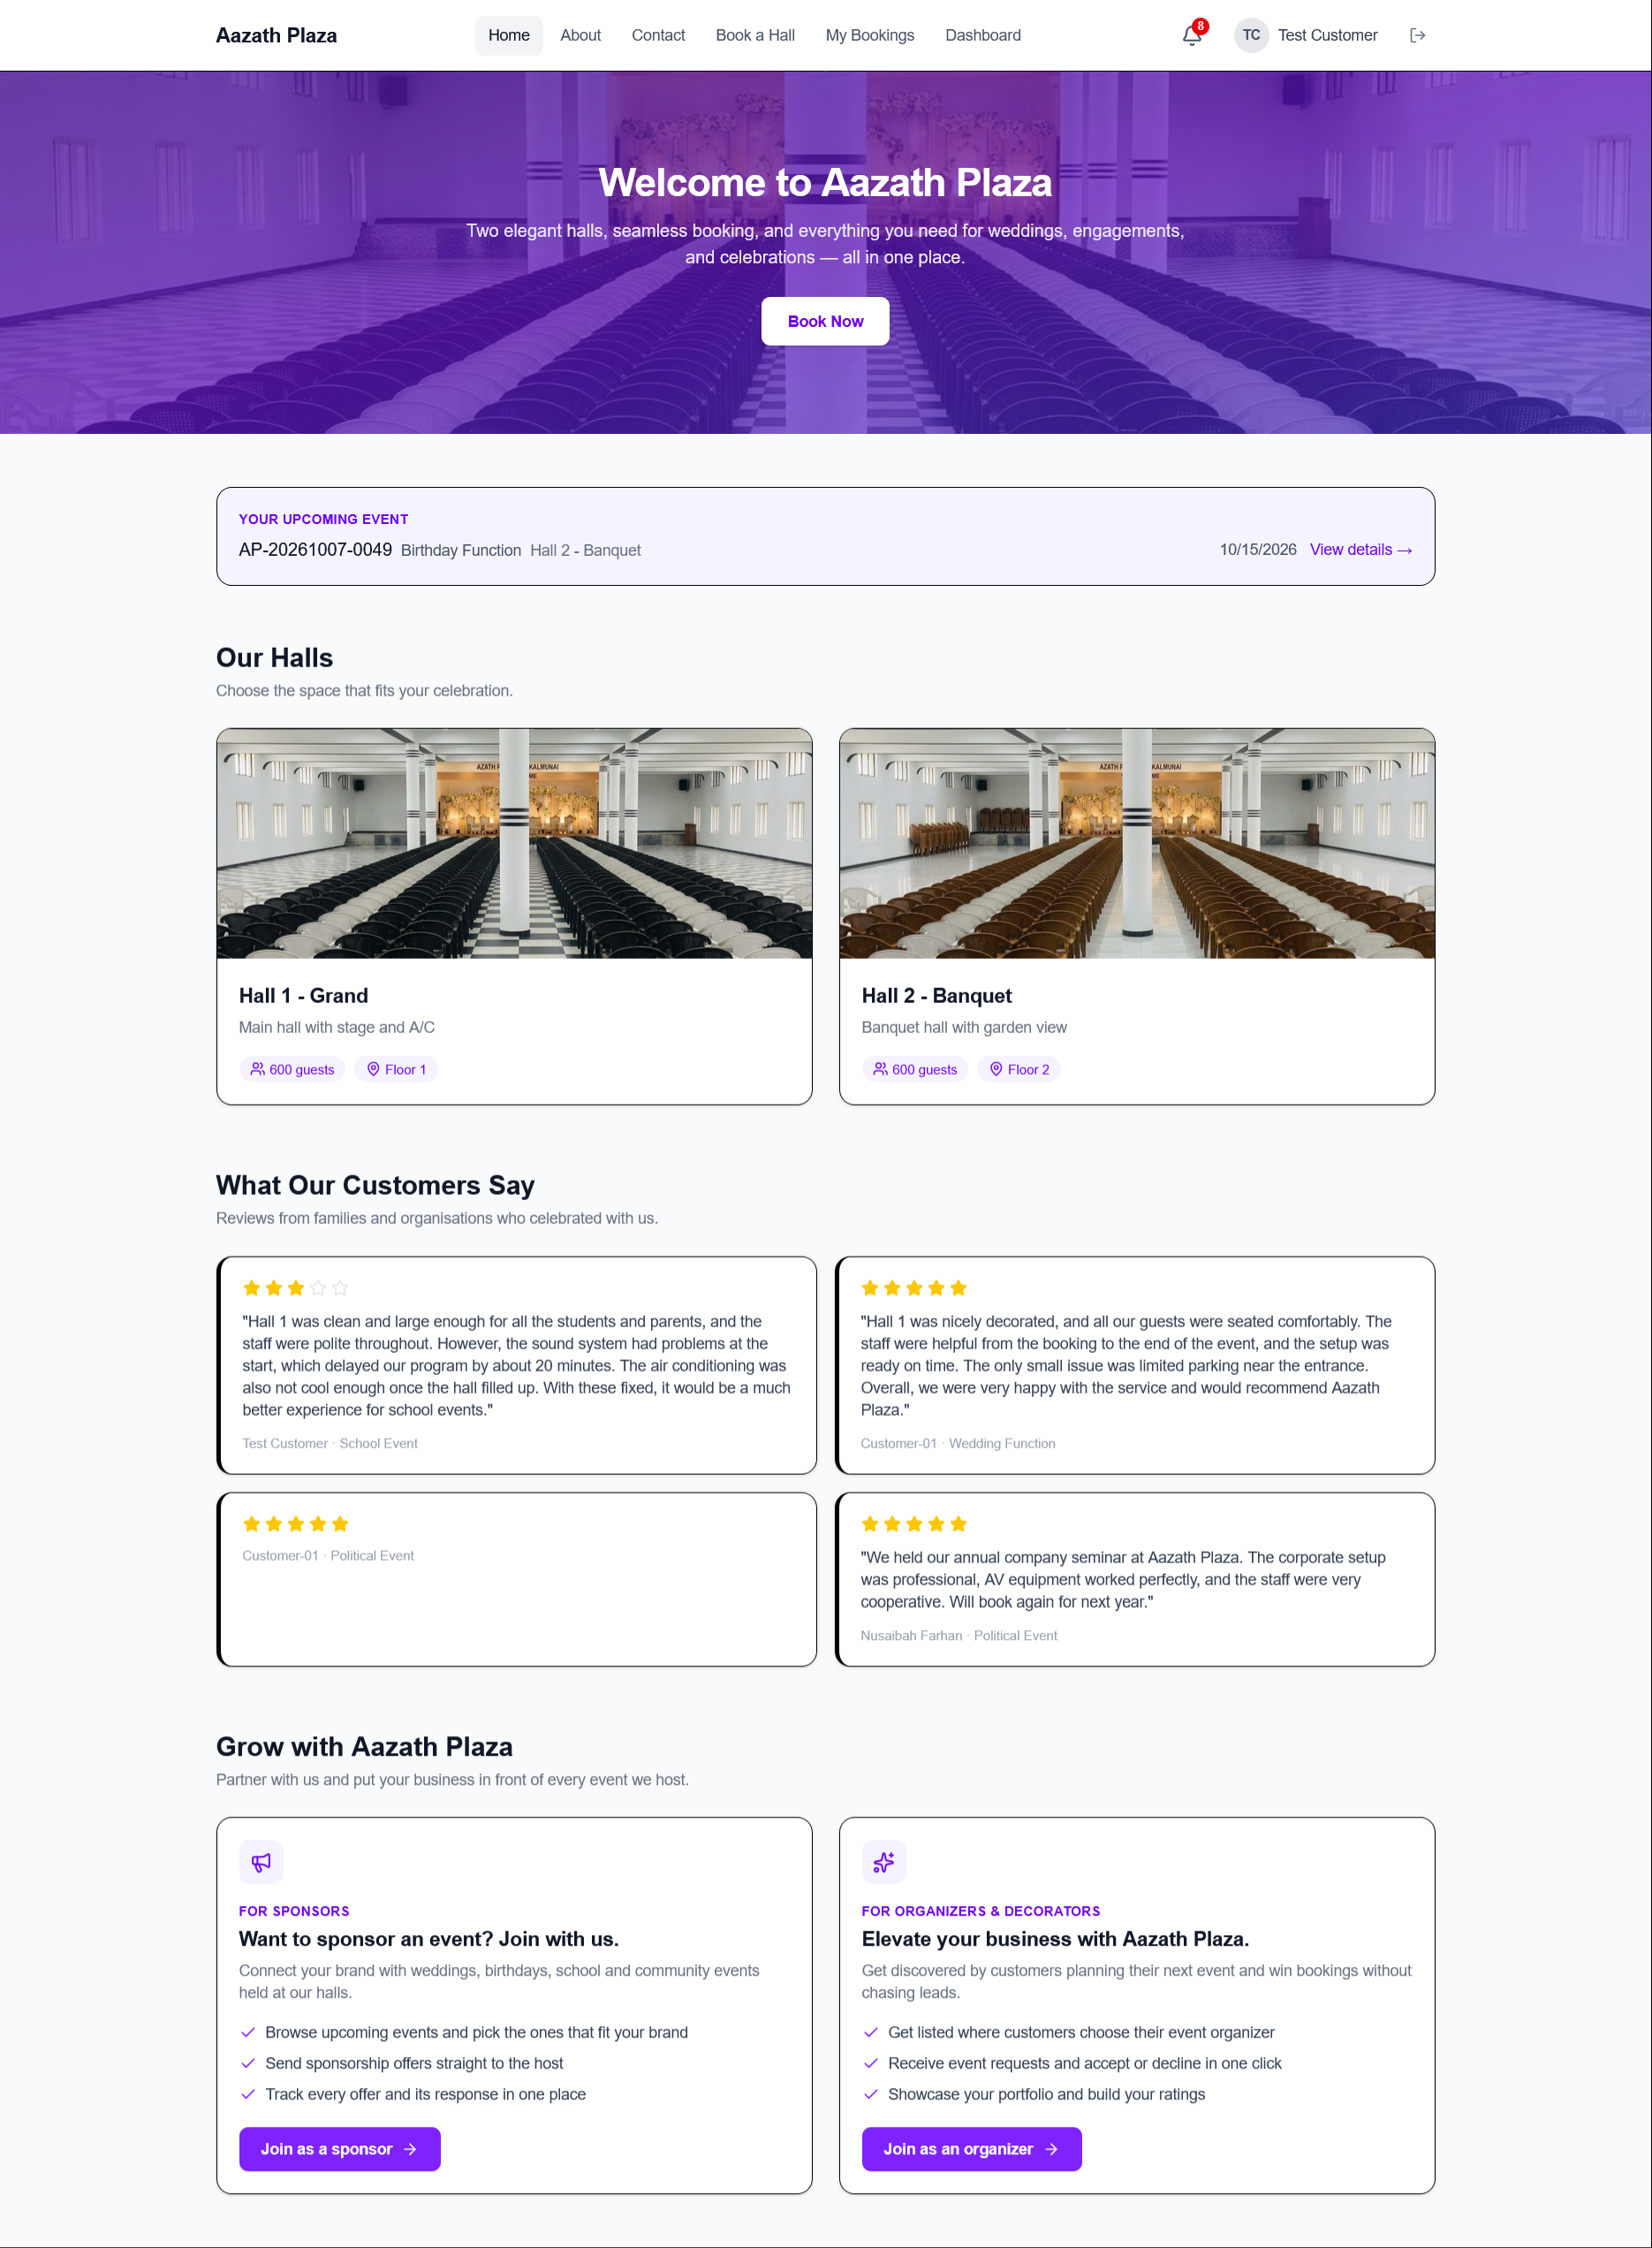 Aazath Plaza
Home About Contact Book a Hall My Bookings Dashboard
8
TC Test Customer
Welcome to Aazath Plaza
Two elegant halls, seamless booking, and everything you need for weddings, engagements,
and celebrations — all in one place.
Book Now
YOUR UPCOMING EVENT
AP-20261007-0049 Birthday Function Hall 2 - Banquet
10/15/2026 View details →
Our Halls
Choose the space that fits your celebration.
AZATH KALMUNAI
AZATH KALMUNAI
Hall 1 - Grand
Main hall with stage and A/C
600 guests Floor 1
Hall 2 - Banquet
Banquet hall with garden view
600 guests Floor 2
What Our Customers Say
Reviews from families and organisations who celebrated with us.
"Hall 1 was clean and large enough for all the students and parents, and the
staff were polite throughout. However, the sound system had problems at the
start, which delayed our program by about 20 minutes. The air conditioning was
also not cool enough once the hall filled up. With these fixed, it would be a much
better experience for school events."
Test Customer · School Event
"Hall 1 was nicely decorated, and all our guests were seated comfortably. The
staff were helpful from the booking to the end of the event, and the setup was
ready on time. The only small issue was limited parking near the entrance.
Overall, we were very happy with the service and would recommend Aazath
Plaza."
Customer-01 · Wedding Function
Customer-01 · Political Event
"We held our annual company seminar at Aazath Plaza. The corporate setup
was professional, AV equipment worked perfectly, and the staff were very
cooperative. Will book again for next year."
Nusaibah Farhan · Political Event
Grow with Aazath Plaza
Partner with us and put your business in front of every event we host.
FOR SPONSORS
Want to sponsor an event? Join with us.
Connect your brand with weddings, birthdays, school and community events
held at our halls.
Browse upcoming events and pick the ones that fit your brand
Send sponsorship offers straight to the host
Track every offer and its response in one place
Join as a sponsor →
FOR ORGANIZERS & DECORATORS
Elevate your business with Aazath Plaza.
Get discovered by customers planning their next event and win bookings without
chasing leads.
Get listed where customers choose their event organizer
Receive event requests and accept or decline in one click
Showcase your portfolio and build your ratings
Join as an organizer →